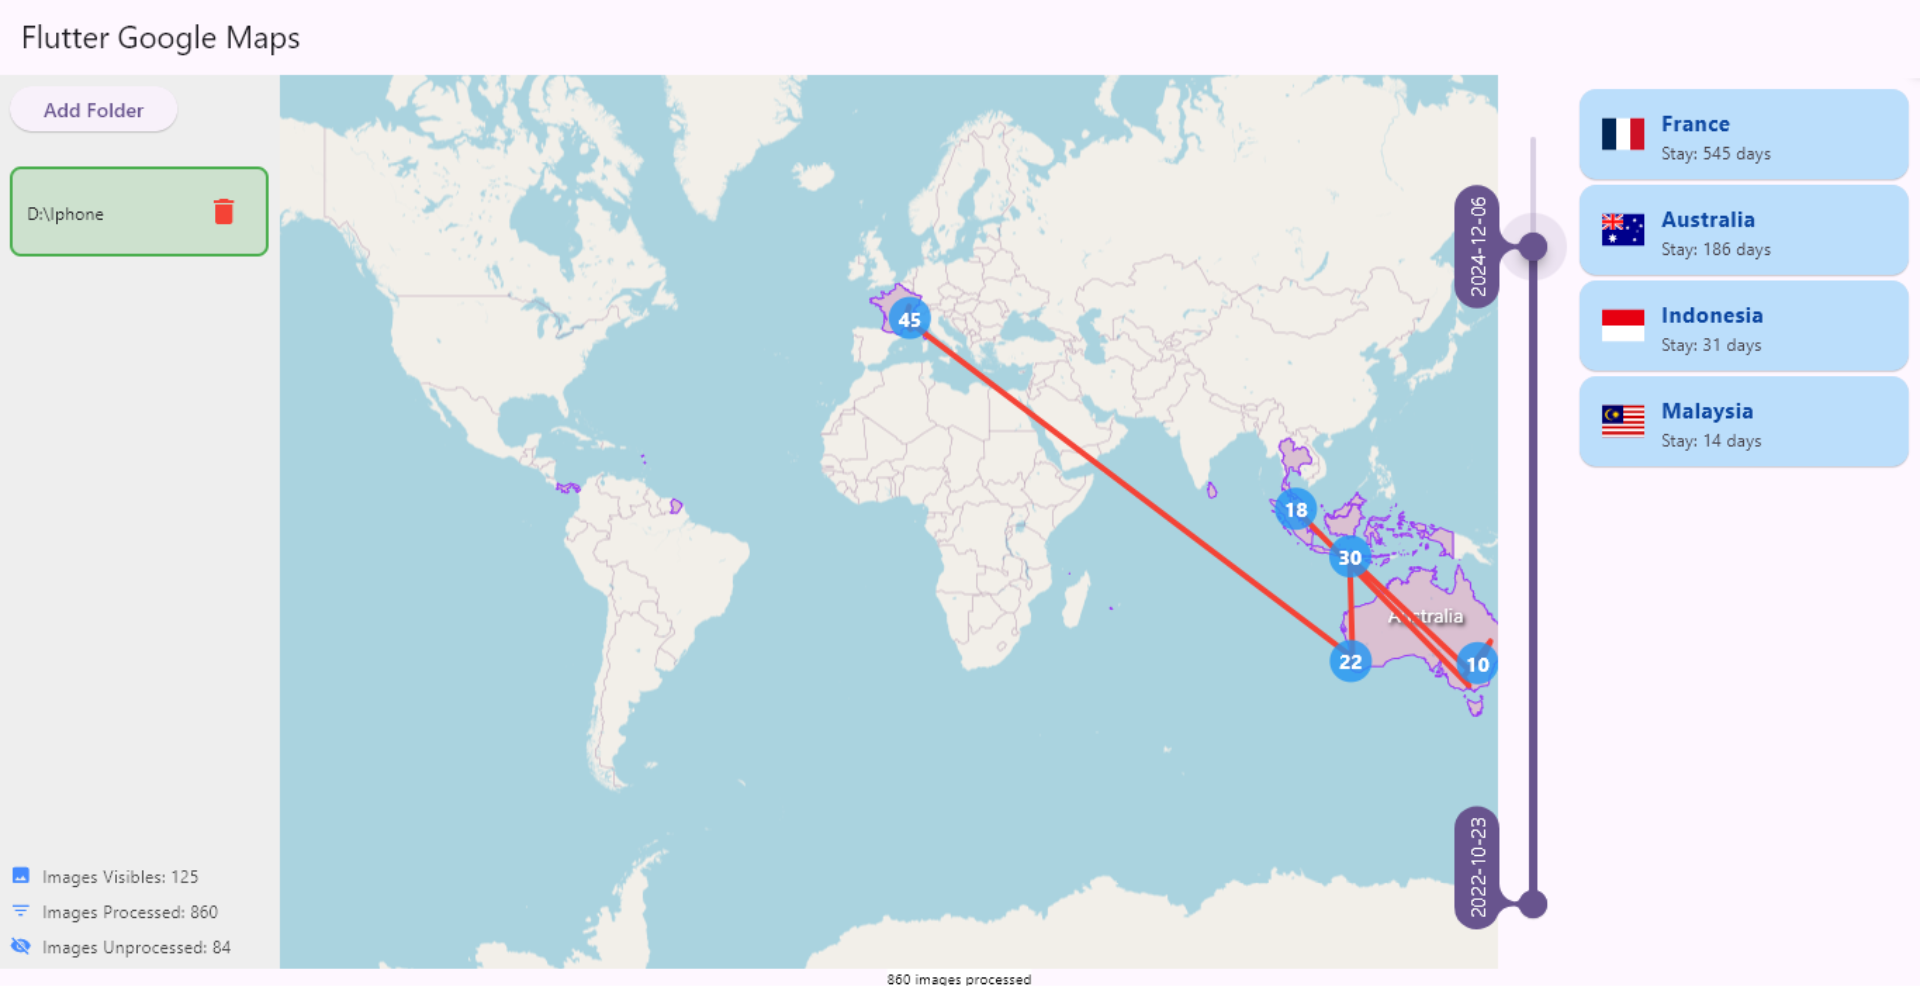 Flutter Google Maps
Add Folder
D:\Iphone
Images Visibles: 125
Images Processed: 860
Images Unprocessed: 84
45
18
30
Australia
22
10
2024-12-06
2022-10-23
France
Stay: 545 days
Australia
Stay: 186 days
Indonesia
Stay: 31 days
Malaysia
Stay: 14 days
860 images processed